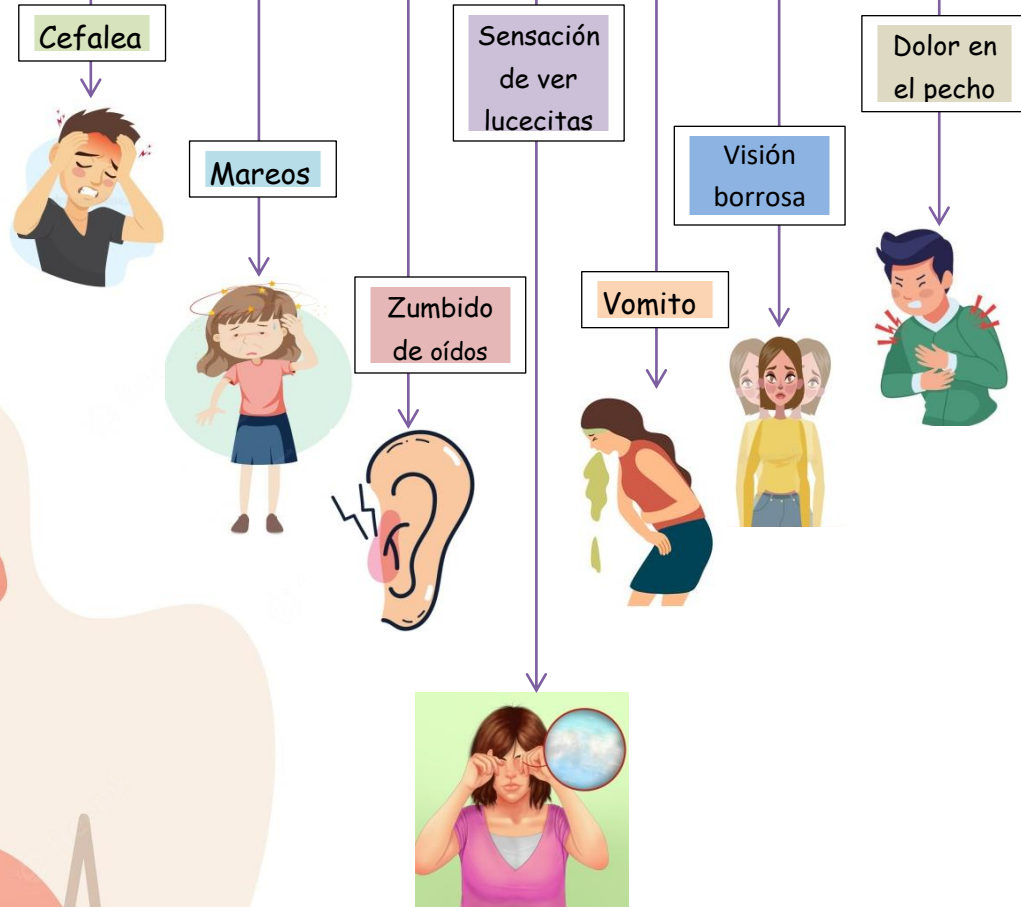 Cefalea
Mareos
Zumbido
de oídos
Sensación
de ver
lucecitas
Vomito
Visión
borrosa
Dolor en
el pecho